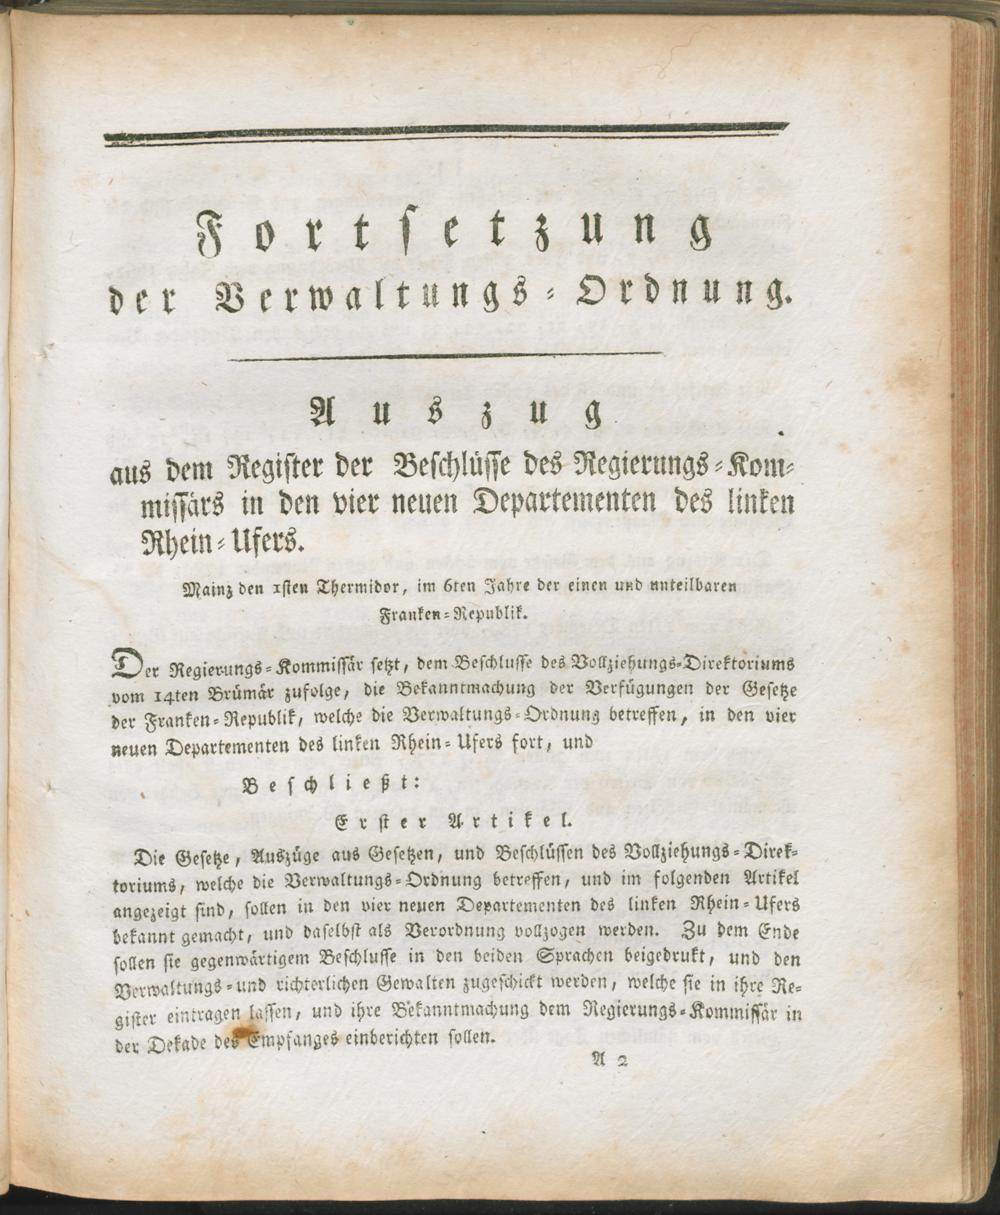 Fortsetzung
der Verwaltungs-Ordnung.
Auszug
aus dem Register der Beschlüsse des Regierungs-Kom-
missärs in den vier neuen Departementen des linken
Rhein-Ufers.
Mainz den 1sten Thermidor, im 6ten Jahre der einen und unteilbaren
Franken-Republik.
Der Regierungs-Kommissär setzt, dem Beschlusse des Vollziehungs-Direktoriums
vom 14ten Brümär zufolge, die Bekanntmachung der Verfügungen der Gesetze
der Franken-Republik, welche die Verwaltungs-Ordnung betreffen, in den vier
neuen Departementen des linken Rhein-Ufers fort, und
Beschließt:
Erster Artikel.
Die Gesetze, Auszüge aus Gesetzen, und Beschlüssen des Vollziehungs-Direk-
toriums, welche die Verwaltungs-Ordnung betreffen, und im folgenden Artikel
angezeigt sind, sollen in den vier neuen Departementen des linken Rhein-Ufers
bekannt gemacht, und daselbst als Verordnung vollzogen werden. Zu dem Ende
sollen sie gegenwärtigem Beschlusse in den beiden Sprachen beigedrukt, und den
Verwaltungs-und richterlichen Gewalten zugeschickt werden, welche sie in ihre Re-
gister eintragen lassen, und ihre Bekanntmachung dem Regierungs-Kommissär in
der Dekade des Empfanges einberichten sollen.
A 2